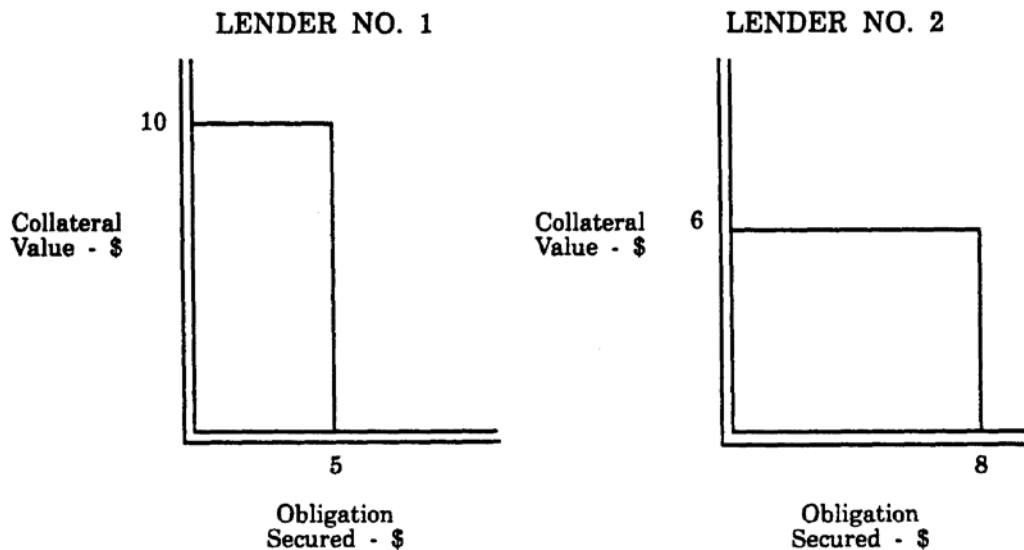 LENDER NO. 1
10
Collateral
Value - $
5
Obligation
Secured - $
LENDER NO. 2
Collateral
Value - $
6
8
Obligation
Secured - $